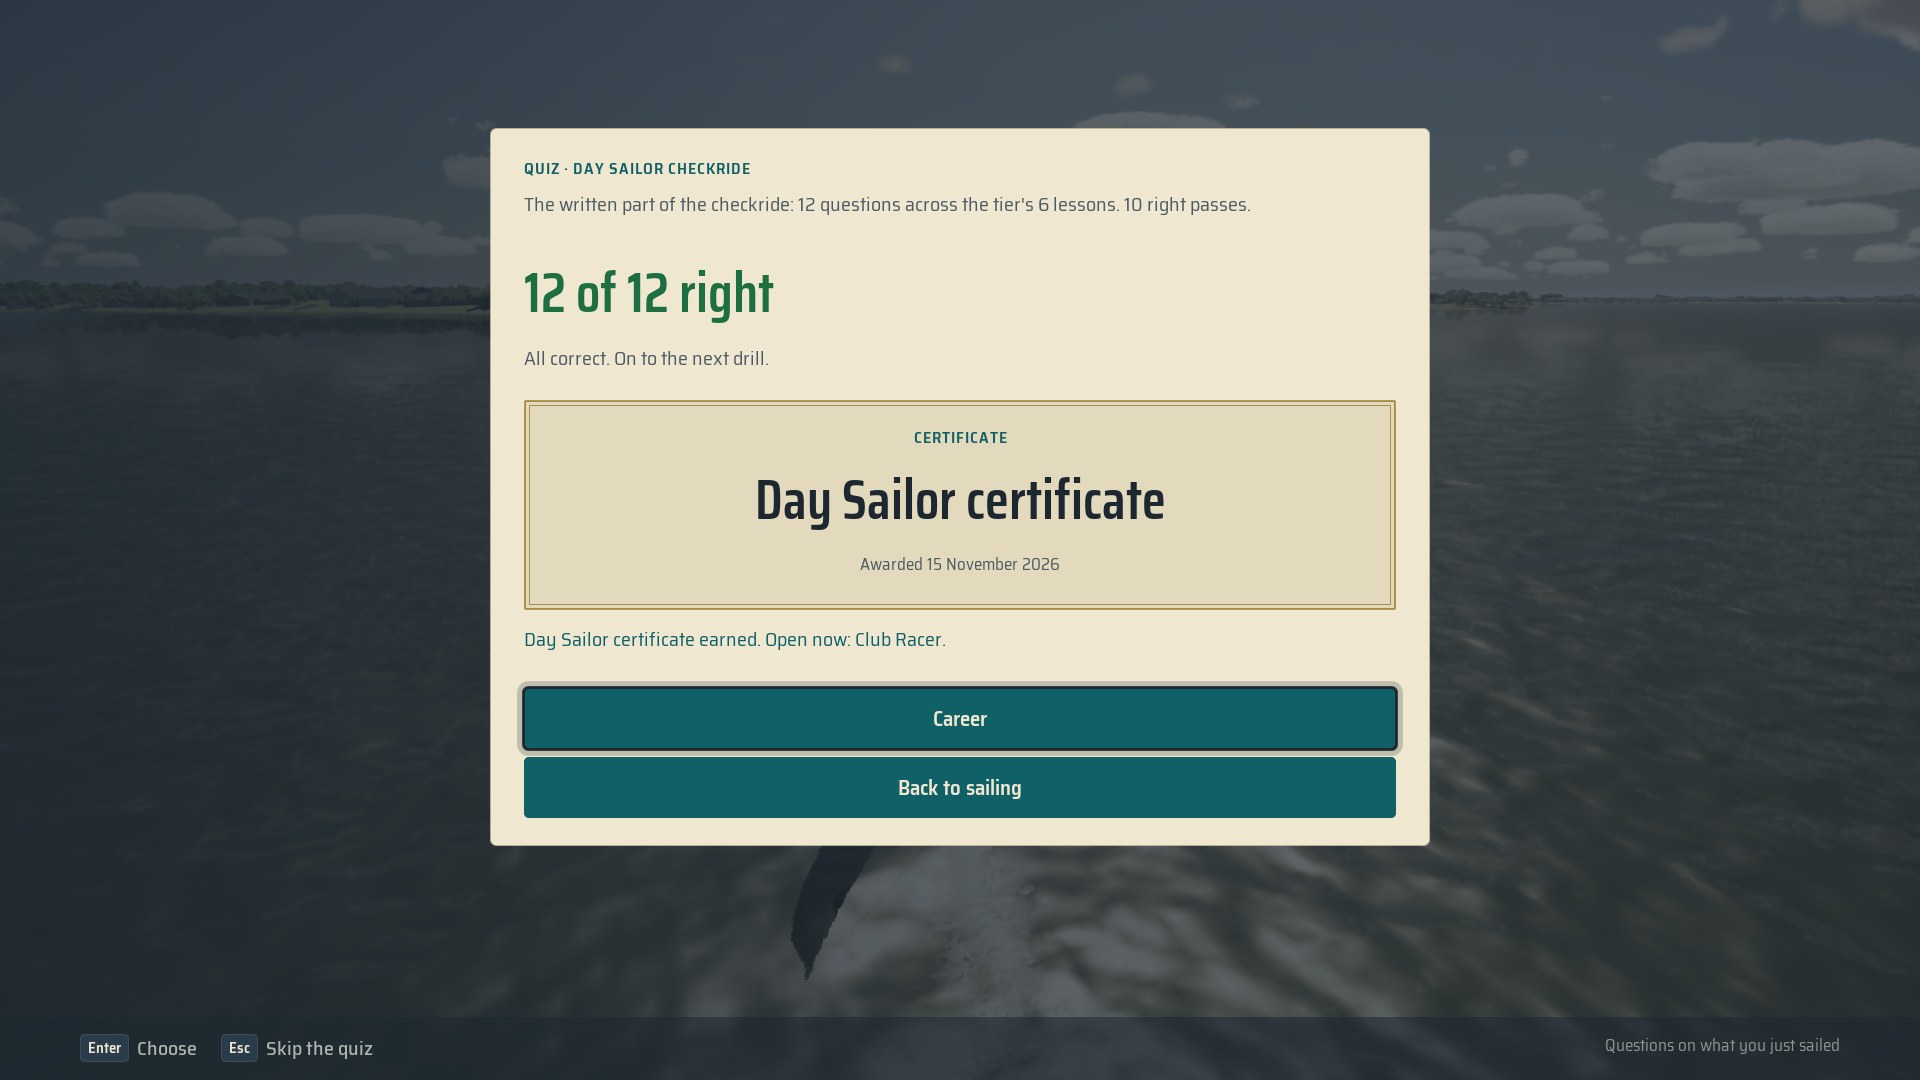 QUIZ · DAY SAILOR CHECKRIDE
The written part of the checkride: 12 questions across the tier's 6 lessons. 10 right passes.
12 of 12 right
All correct. On to the next drill.
CERTIFICATE
Day Sailor certificate
Awarded 15 November 2026
Day Sailor certificate earned. Open now: Club Racer.
Career
Back to sailing
Enter Choose Esc Skip the quiz
Questions on what you just sailed